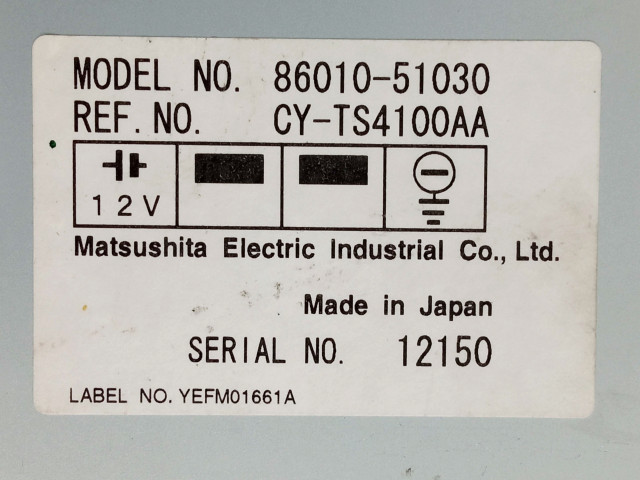 MODEL NO. 86010-51030
REF. NO. CY-TS4100AA
12V
Matsushita Electric Industrial Co., Ltd.
Made in Japan
SERIAL NO. 12150
LABEL NO. YEFM01661A